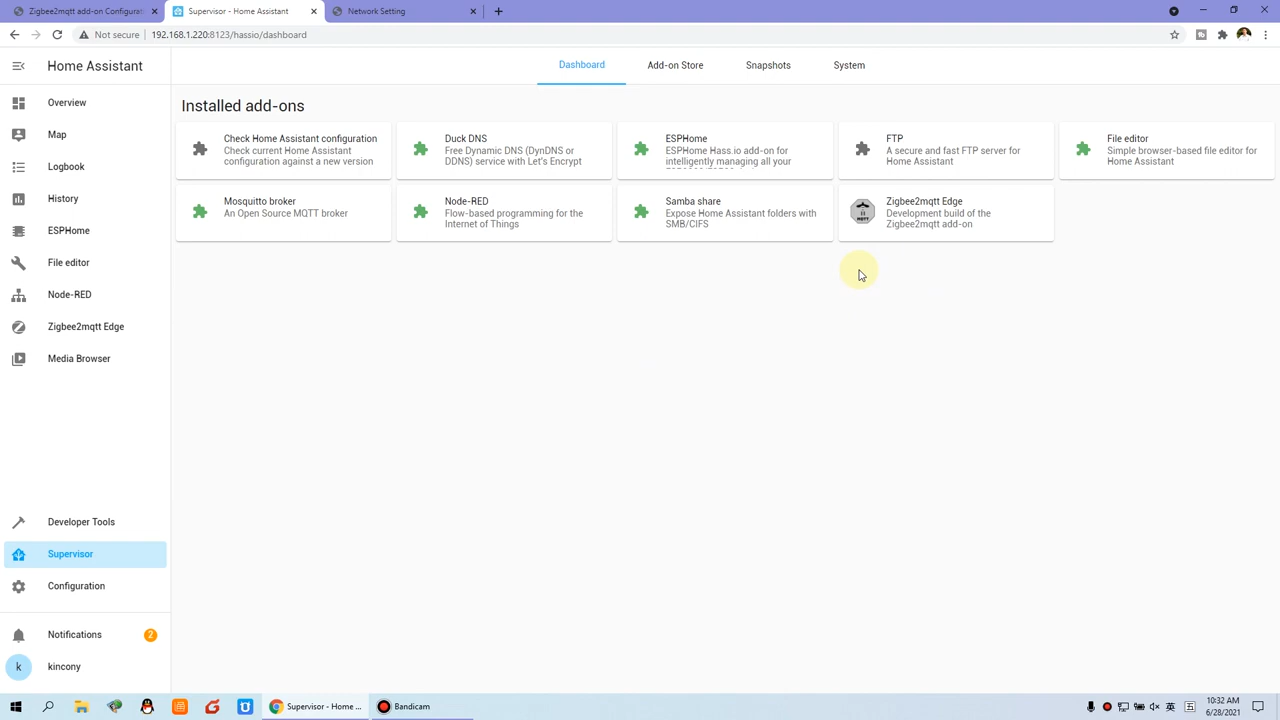 Zigbee2mqtt add-on Configurat
Supervisor - Home Assistant
Network Setting
Not secure
192.168.1.220:8123/hassio/dashboard
Home Assistant
Dashboard
Add-on Store
Snapshots
System
Overview
Map
Logbook
History
ESPHome
File editor
Node-RED
Zigbee2mqtt Edge
Media Browser
Developer Tools
Supervisor
Configuration
Notifications
2
k
kincony
Installed add-ons
Check Home Assistant configuration
Check current Home Assistant
configuration against a new version
Duck DNS
Free Dynamic DNS (DynDNS or
DDNS) service with Let's Encrypt
ESPHome
ESPHome Hass.io add-on for
intelligently managing all your
FTP
A secure and fast FTP server for
Home Assistant
File editor
Simple browser-based file editor for
Home Assistant
Mosquitto broker
An Open Source MQTT broker
Node-RED
Flow-based programming for the
Internet of Things
Samba share
Expose Home Assistant folders with
SMB/CIFS
MQTT
Zigbee2mqtt Edge
Development build of the
Zigbee2mqtt add-on
Supervisor - Home ...
Bandicam
英
10:32 AM
6/28/2021